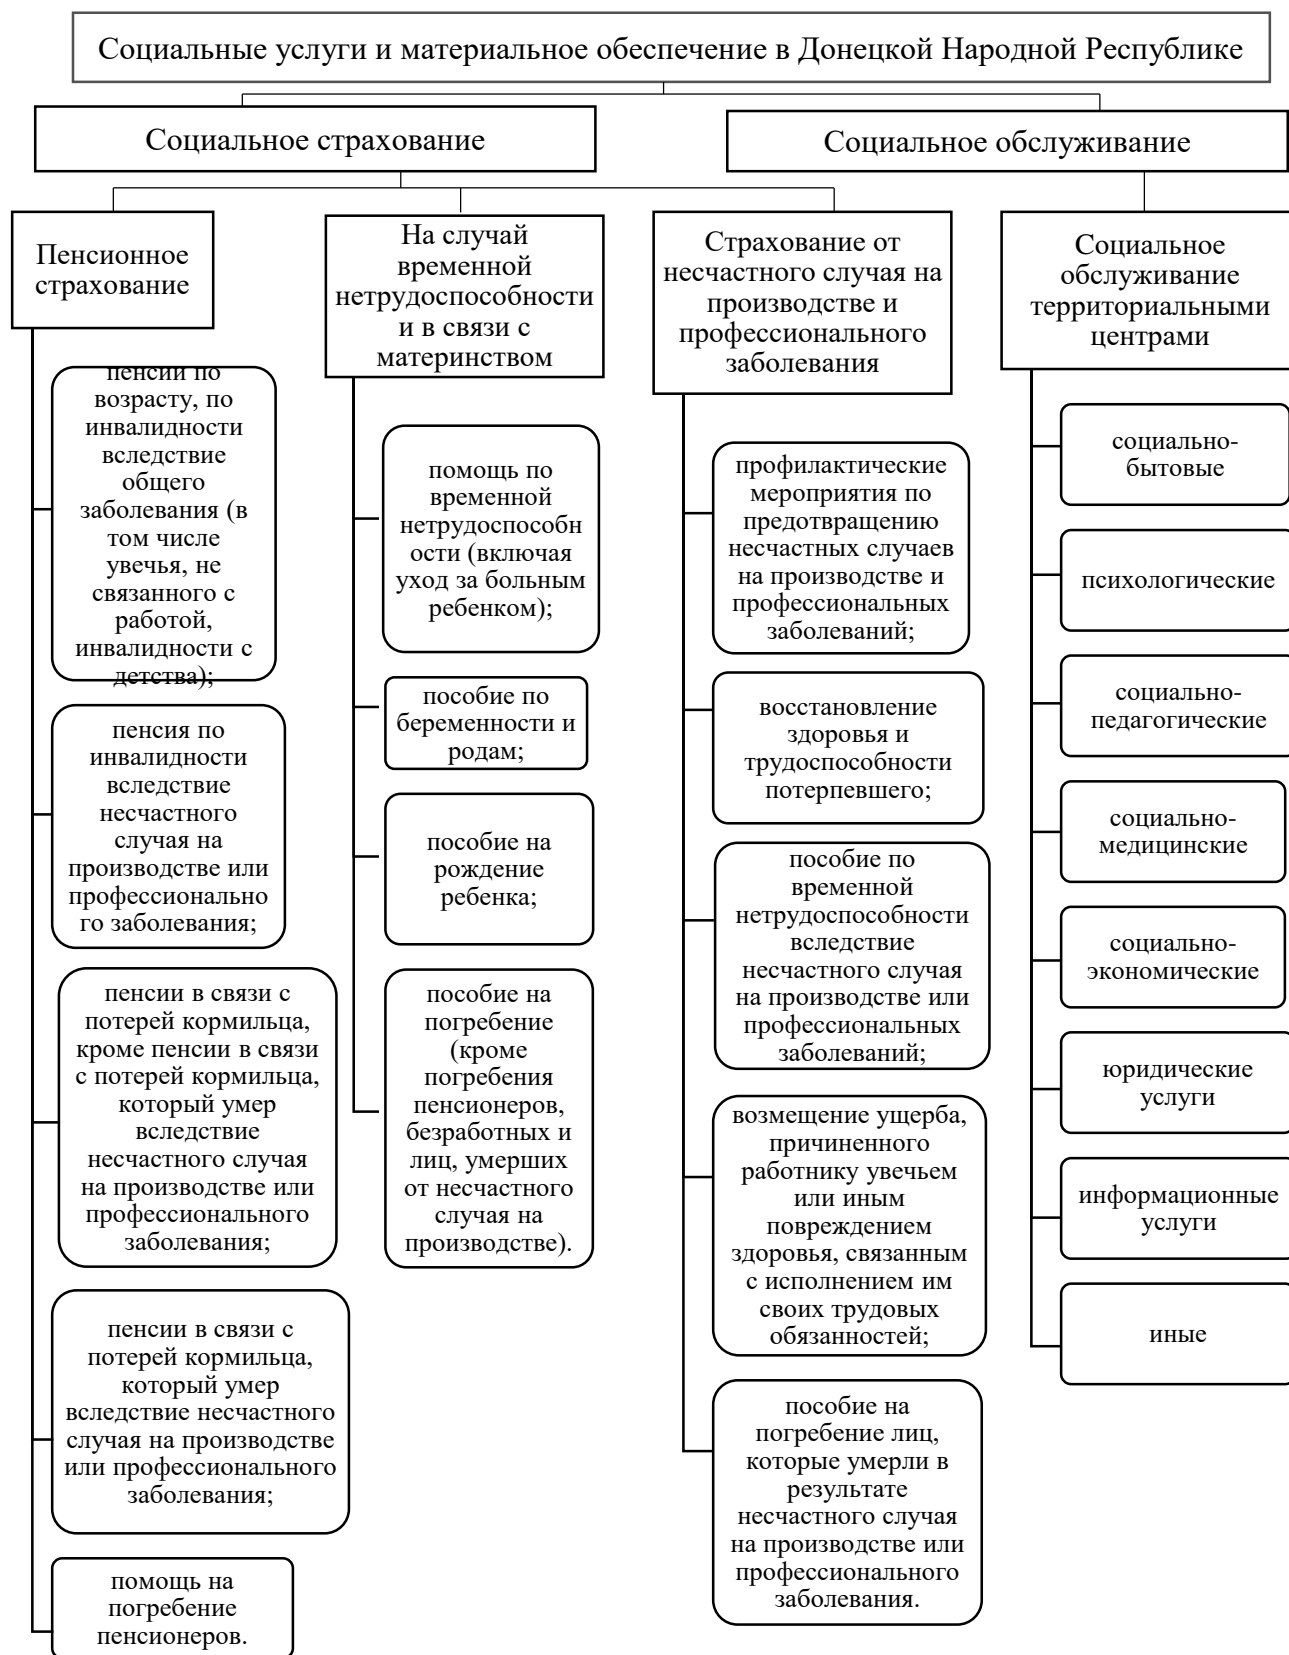 Социальные услуги и материальное обеспечение в Донецкой Народной Республике
Социальное страхование
Социальное обслуживание
Пенсионное
страхование
пенсии по
возрасту, по
инвалидности
вследствие
общего
заболевания (в
том числе
увечья, не
связанного с
работой,
инвалидности с
детства);
пенсия по
инвалидности
вследствие
несчастного
случая на
производстве или
профессионально
го заболевания;
пенсии в связи с
потерей кормильца,
кроме пенсии в связи
с потерей кормильца,
который умер
вследствие
несчастного случая
на производстве или
профессионального
заболевания;
пенсии в связи с
потерей кормильца,
который умер
вследствие несчастного
случая на производстве
или профессионального
заболевания;
помощь на
погребение
пенсионеров.
На случай
временной
нетрудоспособности
и в связи с
материнством
помощь по
временной
нетрудоспособн
ости (включая
уход за больным
ребенком);
пособие по
беременности и
родам;
пособие на
рождение
ребенка;
пособие на
погребение
(кроме
погребения
пенсионеров,
безработных и
лиц, умерших
от несчастного
случая на
производстве).
Страхование от
несчастного случая на
производстве и
профессионального
заболевания
профилактические
мероприятия по
предотвращению
несчастных случаев
на производстве и
профессиональных
заболеваний;
восстановление
здоровья и
трудоспособности
потерпевшего;
пособие по
временной
нетрудоспособности
вследствие
несчастного случая
на производстве или
профессиональных
заболеваний;
возмещение ущерба,
причиненного
работнику увечьем
или иным
повреждением
здоровья, связанным
с исполнением им
своих трудовых
обязанностей;
пособие на
погребение лиц,
которые умерли в
результате
несчастного случая
на производстве или
профессионального
заболевания.
Социальное
обслуживание
территориальными
центрами
социально-
бытовые
психологические
социально-
педагогические
социально-
медицинские
социально-
экономические
юридические
услуги
информационные
услуги
иные